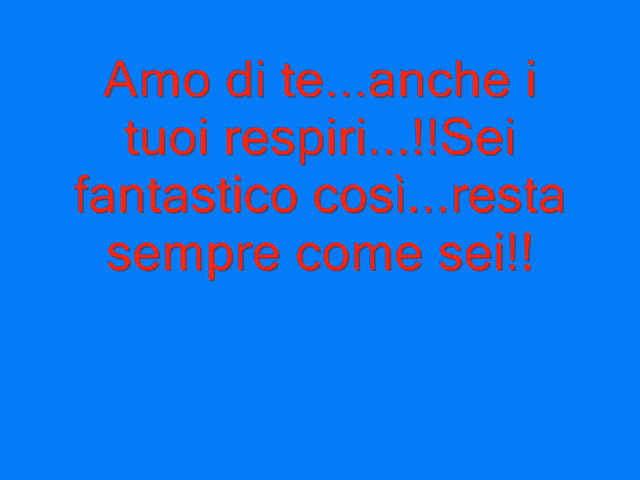 Amo di te...anche i
tuoi respiri...!!Sei
fantastico così...resta
sempre come sei!!